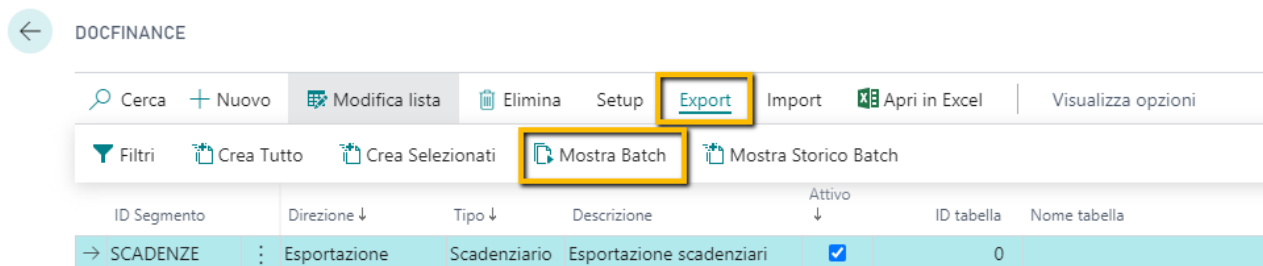 DOCFINANCE
Cerca Nuovo Modifica lista Elimina Setup Export Import Apri in Excel Visualizza opzioni
Filtri Crea Tutto Crea Selezionati Mostra Batch Mostra Storico Batch
ID Segmento Direzione ↓ Tipo ↓ Descrizione Attivo ↓ ID tabella Nome tabella
→ SCADENZE Esportazione Scadenziario Esportazione scadenziari 0